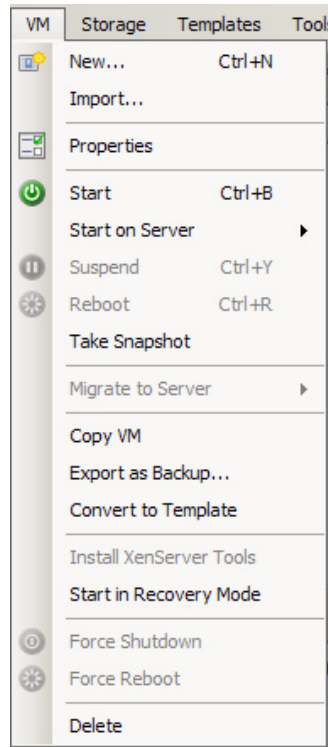 VM Storage Templates Tools
New... Ctrl+N
Import...
Properties
Start Ctrl+B
Start on Server
Suspend Ctrl+Y
Reboot Ctrl+R
Take Snapshot
Migrate to Server
Copy VM
Export as Backup...
Convert to Template
Install XenServer Tools
Start in Recovery Mode
Force Shutdown
Force Reboot
Delete